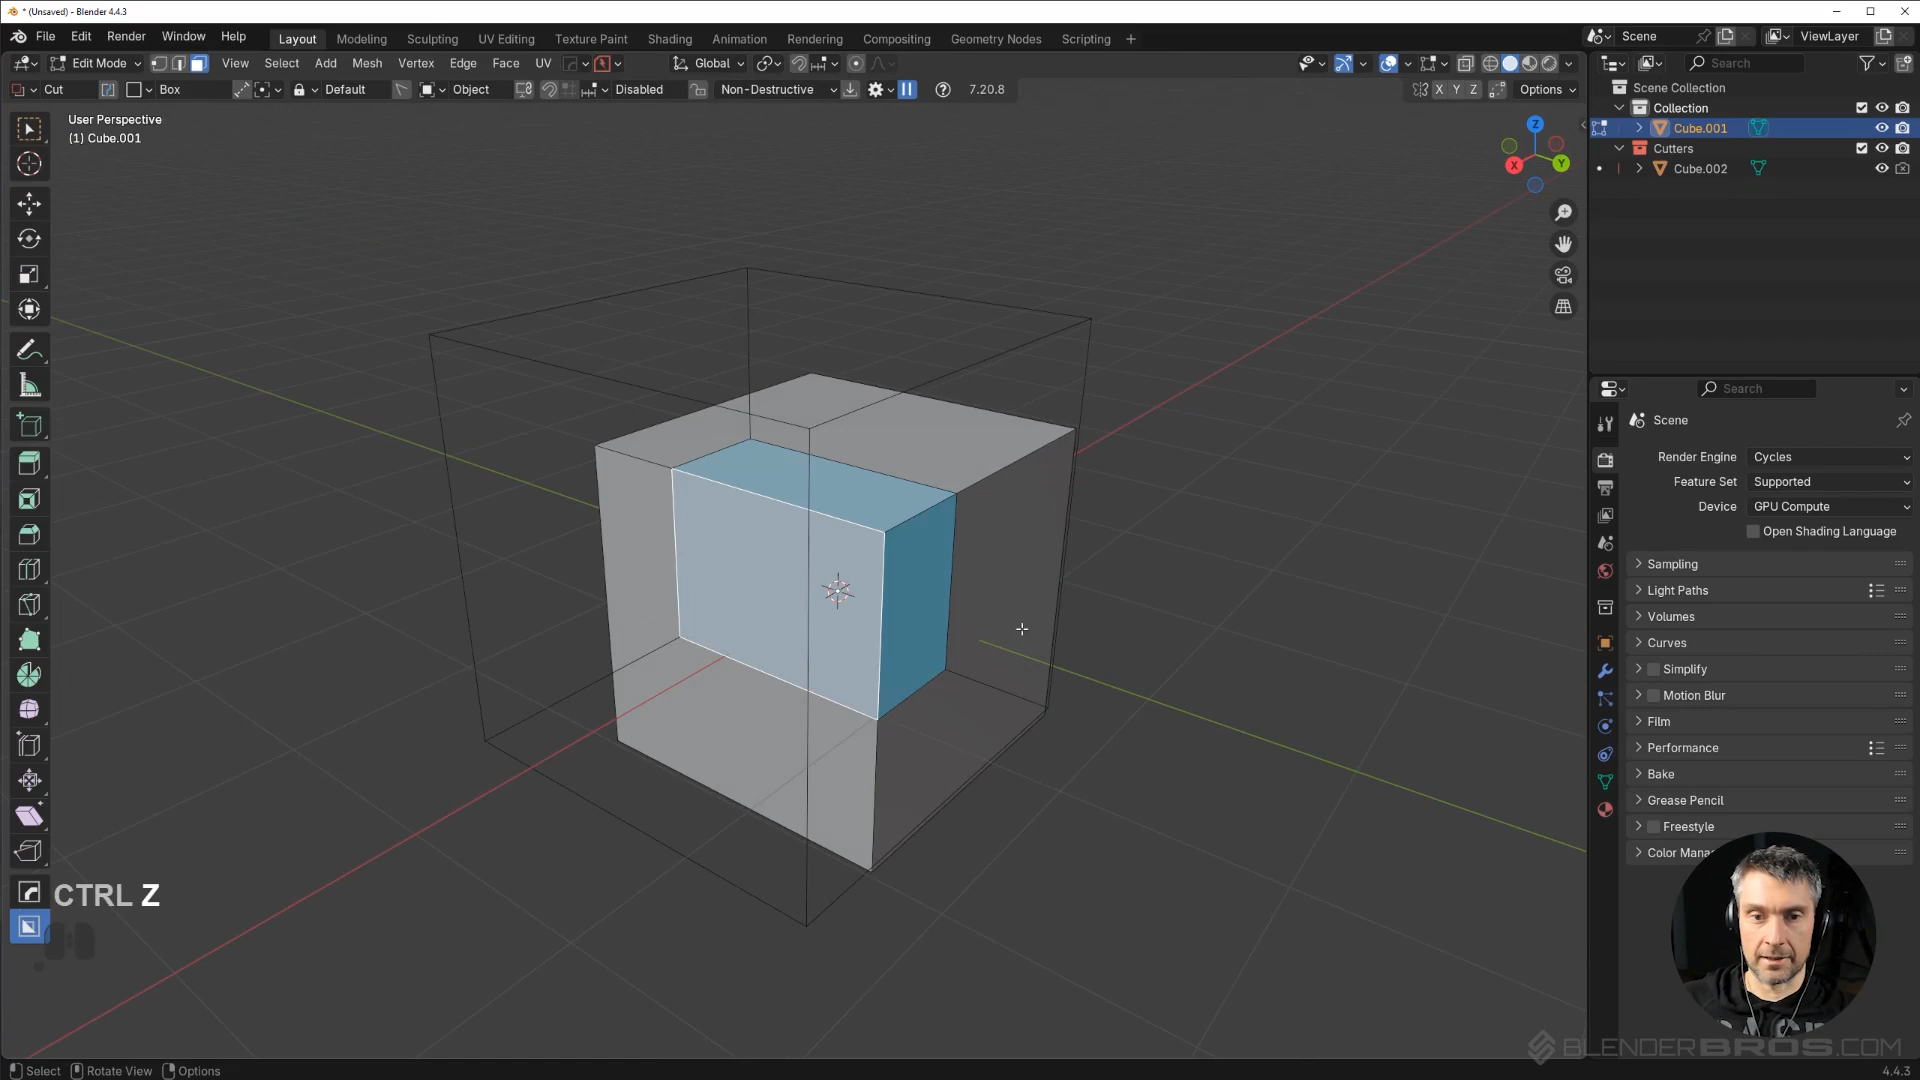 * (Unsaved) - Blender 4.4.3
File Edit Render Window Help Layout Modeling Sculpting UV Editing Texture Paint Shading Animation Rendering Compositing Geometry Nodes Scripting + Scene ViewLayer
Edit Mode View Select Add Mesh Vertex Edge Face UV Global Search
Cut Box Default Object Disabled Non-Destructive 7.20.8 X Y Z Options
User Perspective
(1) Cube.001
Z
X
Y
Scene Collection
Collection
Cube.001
Cutters
Cube.002
Search
Scene
Render Engine Cycles
Feature Set Supported
Device GPU Compute
Open Shading Language
Sampling
Light Paths
Volumes
Curves
Simplify
Motion Blur
Film
Performance
Bake
Grease Pencil
Freestyle
Color Mana
CTRL Z
BLENDERBROS.COM
Select Rotate View Options 4.4.3